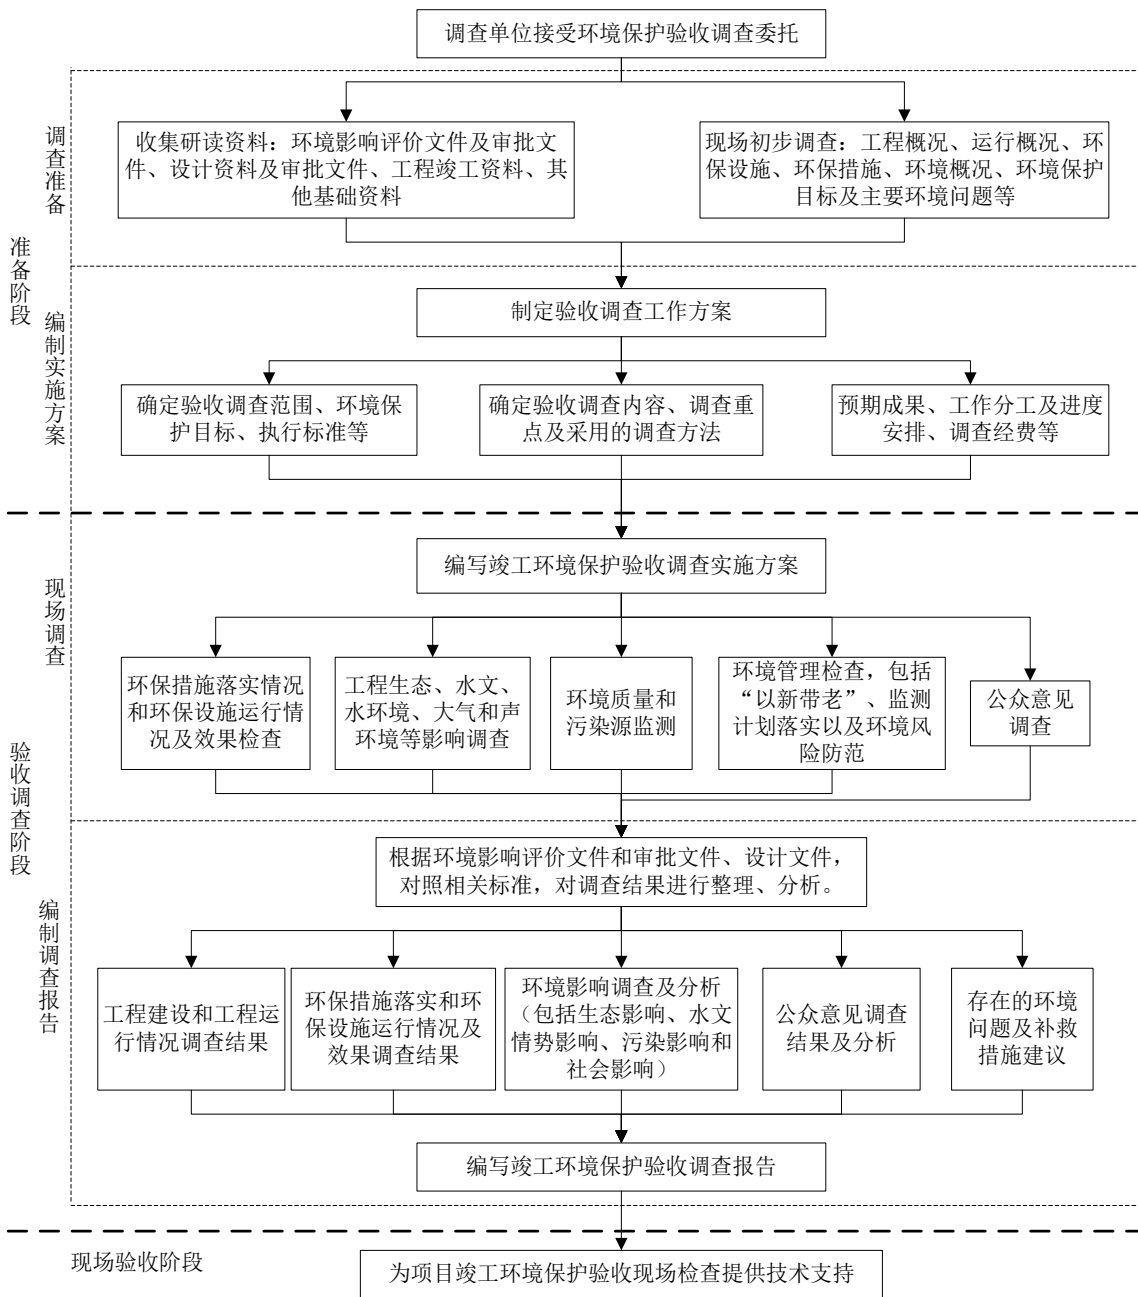 调查单位接受环境保护验收调查委托
调查准备
收集研读资料：环境影响评价文件及审批文
件、设计资料及审批文件、工程竣工资料、其
他基础资料
现场初步调查：工程概况、运行概况、环
保设施、环保措施、环境概况、环境保护
目标及主要环境问题等
准备阶段
编制实施方案
制定验收调查工作方案
确定验收调查范围、环境保
护目标、执行标准等
确定验收调查内容、调查重
点及采用的调查方法
预期成果、工作分工及进度
安排、调查经费等
编写竣工环境保护验收调查实施方案
现场调查
环保措施落实情况
和环保设施运行情
况及效果检查
工程生态、水文、
水环境、大气和声
环境等影响调查
环境质量和
污染源监测
环境管理检查，包括
“以新带老”、监测
计划落实以及环境风
险防范
公众意见
调查
验收调查阶段
根据环境影响评价文件和审批文件、设计文件，
对照相关标准，对调查结果进行整理、分析。
编制调查报告
工程建设和工程运
行情况调查结果
环保措施落实和环
保设施运行情况及
效果调查结果
环境影响调查及分析
（包括生态影响、水文
情势影响、污染影响和
社会影响）
公众意见调查
结果及分析
存在的环境
问题及补救
措施建议
编写竣工环境保护验收调查报告
现场验收阶段
为项目竣工环境保护验收现场检查提供技术支持